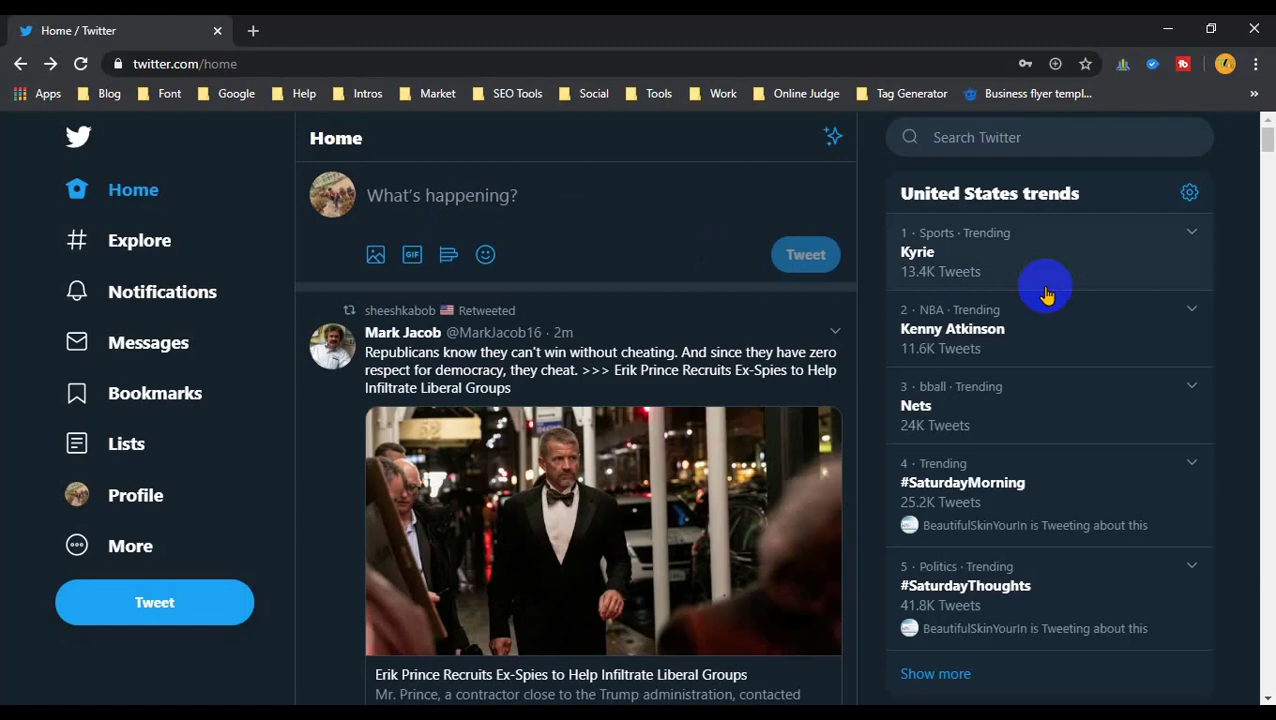 Home / Twitter
twitter.com/home
Apps
Blog
Font
Google
Help
Intros
Market
SEO Tools
Social
Tools
Work
Online Judge
Tag Generator
Business flyer templ...
»
Home
Explore
Notifications
Messages
Bookmarks
Lists
Profile
More
Tweet
Home
What's happening?
GIF
Tweet
sheeshkabob 🇺🇸 Retweeted
Mark Jacob @MarkJacob16 · 2m
Republicans know they can't win without cheating. And since they have zero
respect for democracy, they cheat. >>> Erik Prince Recruits Ex-Spies to Help
Infiltrate Liberal Groups
52
Erik Prince Recruits Ex-Spies to Help Infiltrate Liberal Groups
Mr. Prince, a contractor close to the Trump administration, contacted
Search Twitter
United States trends
1 · Sports · Trending
Kyrie
13.4K Tweets
2 · NBA · Trending
Kenny Atkinson
11.6K Tweets
3 · bball · Trending
Nets
24K Tweets
4 · Trending
#SaturdayMorning
25.2K Tweets
BeautifulSkinYourIn is Tweeting about this
5 · Politics · Trending
#SaturdayThoughts
41.8K Tweets
BeautifulSkinYourIn is Tweeting about this
Show more